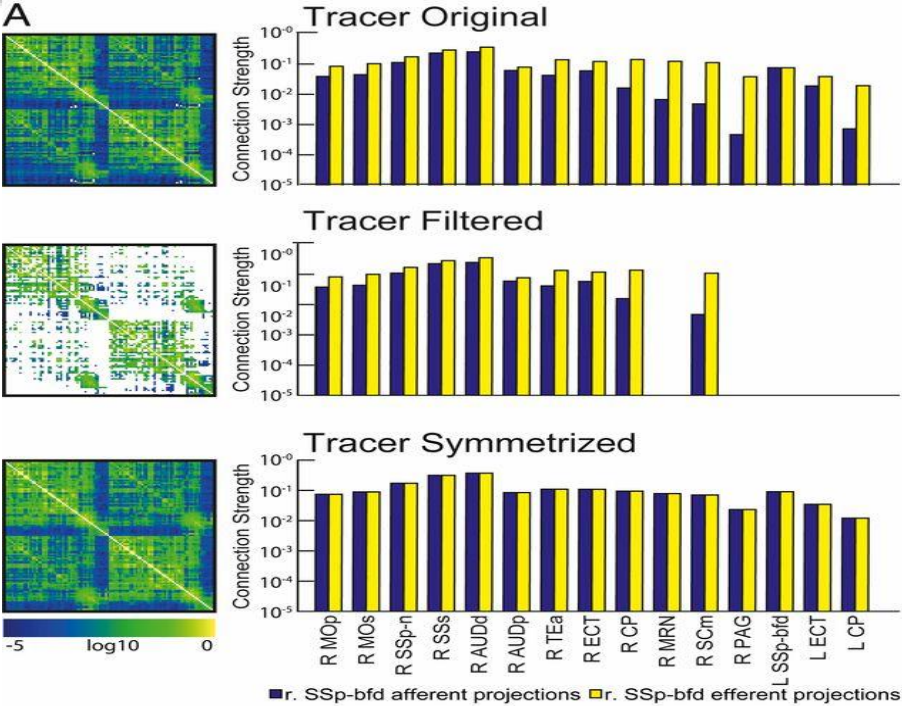 A
Tracer Original
Connection Strength
10-0
10-1
10-2
10-3
10-4
10-5
Tracer Filtered
Connection Strength
10-0
10-1
10-2
10-3
10-4
10-5
Tracer Symmetrized
Connection Strength
10-0
10-1
10-2
10-3
10-4
10-5
-5 log10 0
R MOp
R MOs
R SSp-n
R SSs
R AUDd
R AUDp
R TEa
R ECT
R CP
R MRN
R SCm
R PAG
L SSp-bfd
L ECT
L CP
r. SSp-bfd afferent projections r. SSp-bfd efferent projections